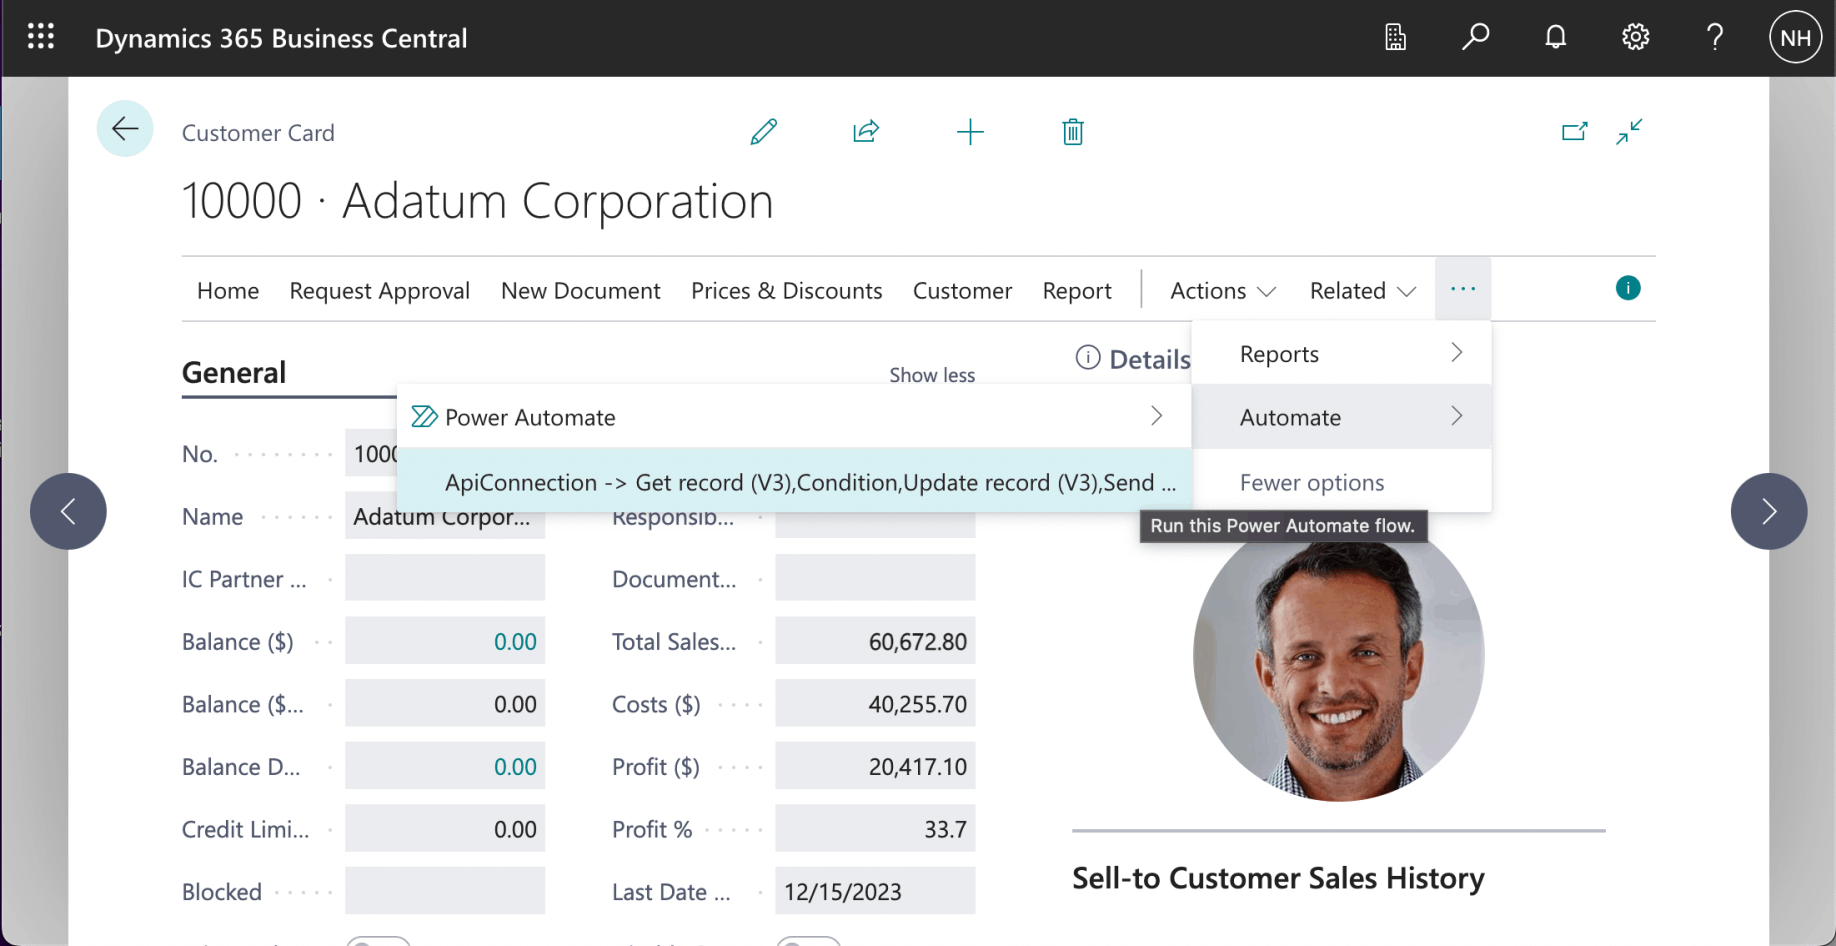 Dynamics 365 Business Central
NH
Customer Card
10000 · Adatum Corporation
Home Request Approval New Document Prices & Discounts Customer Report Actions Related ...
General
Show less
Details
Reports
Power Automate
Automate
ApiConnection -> Get record (V3),Condition,Update record (V3),Send ...
Fewer options
Run this Power Automate flow.
No.
Name Adatum Corpor...
Responsib...
IC Partner ...
Document...
Balance ($) 0.00
Total Sales... 60,672.80
Balance ($... 0.00
Costs ($) 40,255.70
Balance D... 0.00
Profit ($) 20,417.10
Credit Limi... 0.00
Profit % 33.7
Blocked
Last Date ... 12/15/2023
Sell-to Customer Sales History